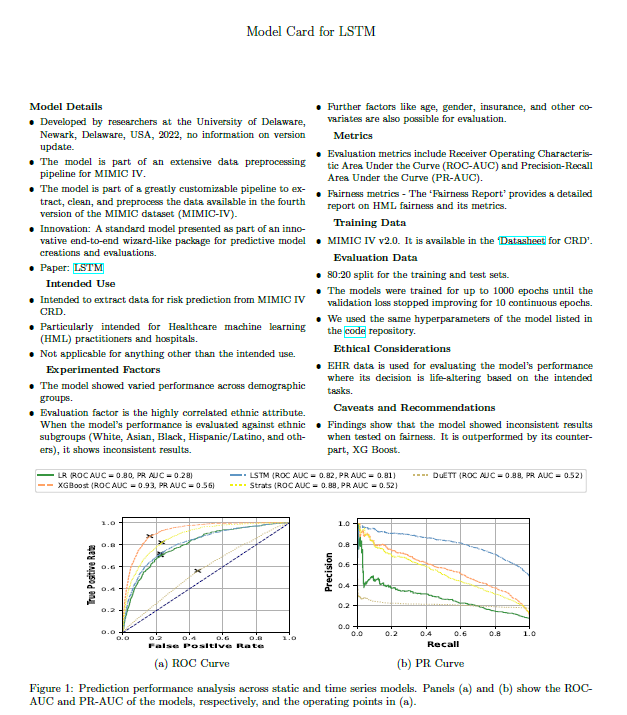 Model Card for LSTM
Model Details
● Developed by researchers at the University of Delaware,
Newark, Delaware, USA, 2022, no information on version
update.
● The model is part of an extensive data preprocessing
pipeline for MIMIC IV.
● The model is part of a greatly customizable pipeline to ex-
tract, clean, and preprocess the data available in the fourth
version of the MIMIC dataset (MIMIC-IV).
● Innovation: A standard model presented as part of an inno-
vative end-to-end wizard-like package for predictive model
creations and evaluations.
● Paper: LSTM
Intended Use
● Intended to extract data for risk prediction from MIMIC IV
CRD.
● Particularly intended for Healthcare machine learning
(HML) practitioners and hospitals.
● Not applicable for anything other than the intended use.
Experimented Factors
● The model showed varied performance across demographic
groups.
● Evaluation factor is the highly correlated ethnic attribute.
When the model's performance is evaluated against ethnic
subgroups (White, Asian, Black, Hispanic/Latino, and oth-
ers), it shows inconsistent results.
● Further factors like age, gender, insurance, and other co-
variates are also possible for evaluation.
Metrics
● Evaluation metrics include Receiver Operating Characteris-
tic Area Under the Curve (ROC-AUC) and Precision-Recall
Area Under the Curve (PR-AUC).
● Fairness metrics - The 'Fairness Report' provides a detailed
report on HML fairness and its metrics.
Training Data
● MIMIC IV v2.0. It is available in the 'Datasheet for CRD'.
Evaluation Data
● 80:20 split for the training and test sets.
● The models were trained for up to 1000 epochs until the
validation loss stopped improving for 10 continuous epochs.
● We used the same hyperparameters of the model listed in
the code repository.
Ethical Considerations
● EHR data is used for evaluating the model's performance
where its decision is life-altering based on the intended
tasks.
Caveats and Recommendations
● Findings show that the model showed inconsistent results
when tested on fairness. It is outperformed by its counter-
part, XG Boost.
LR (ROC AUC = 0.80, PR AUC = 0.28)
XGBoost (ROC AUC = 0.93, PR AUC = 0.56)
LSTM (ROC AUC = 0.82, PR AUC = 0.81)
Strats (ROC AUC = 0.88, PR AUC = 0.52)
DuETT (ROC AUC = 0.88, PR AUC = 0.52)
True Positive Rate
1.0
0.8
0.6
0.4
0.2
0.0
0.0 0.2 0.4 0.6 0.8 1.0
False Positive Rate
(a) ROC Curve
Precision
1.0
0.8
0.6
0.4
0.2
0.0
0.0 0.2 0.4 0.6 0.8 1.0
Recall
(b) PR Curve
Figure 1: Prediction performance analysis across static and time series models. Panels (a) and (b) show the ROC-
AUC and PR-AUC of the models, respectively, and the operating points in (a).